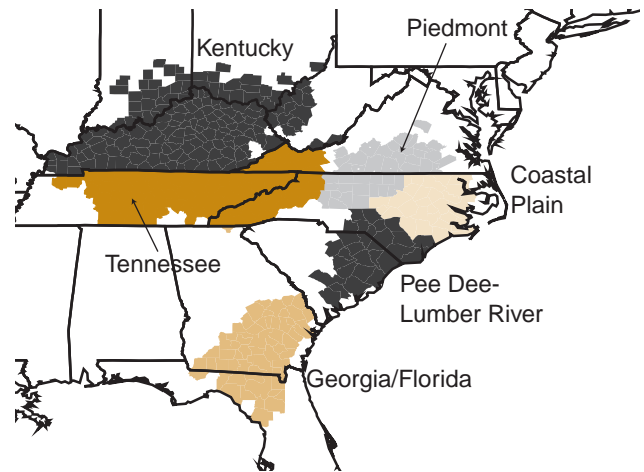 Piedmont
Kentucky
Coastal
Plain
Tennessee
Pee Dee-
Lumber River
Georgia/Florida